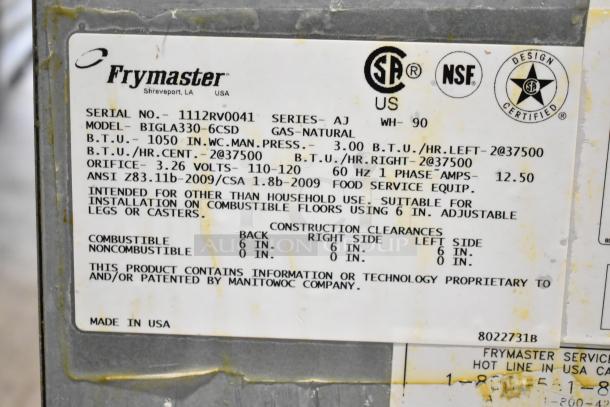 Frymaster
Shreveport, LA USA
SA ® US
NSF.
DESIGN CERTIFIED
SERIAL NO.- 1112RV0041 SERIES- AJ WH- 90
MODEL- BIGLA330-6CSD GAS-NATURAL
B.T.U.- 1050 IN.WC.MAN.PRESS.- 3.00 B.T.U./HR.LEFT-2@37500
B.T.U./HR.CENT.-2@37500 B.T.U./HR.RIGHT-2@37500
ORIFICE- 3.26 VOLTS- 110-120 60 HZ 1 PHASE AMPS- 12.50
ANSI Z83.11b-2009/CSA 1.8b-2009 FOOD SERVICE EQUIP.
INTENDED FOR OTHER THAN HOUSEHOLD USE. SUITABLE FOR
INSTALLATION ON COMBUSTIBLE FLOORS USING 6 IN. ADJUSTABLE
LEGS OR CASTERS.
CONSTRUCTION CLEARANCES
BACK RIGHT SIDE LEFT SIDE
COMBUSTIBLE 6 IN. 6 IN. 6 IN.
NONCOMBUSTIBLE 0 IN. 0 IN. 0 IN.
THIS PRODUCT CONTAINS INFORMATION OR TECHNOLOGY PROPRIETARY TO
AND/OR PATENTED BY MANITOWOC COMPANY.
MADE IN USA
8022731B
FRYMASTER SERVICE
HOT LINE IN USA CA